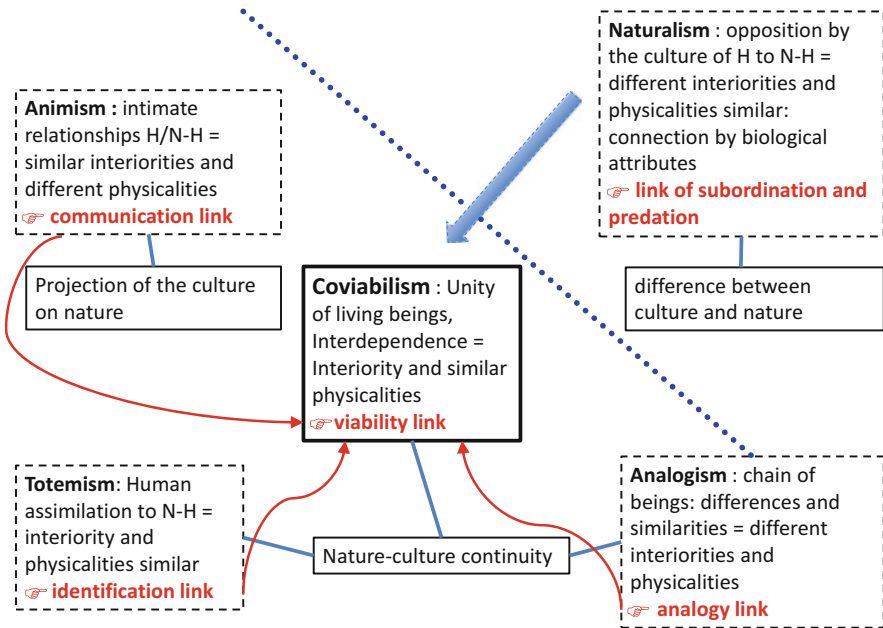 Naturalism : opposition by
the culture of H to N-H =
different interiorities and
physicalities similar:
connection by biological
attributes
☞ link of subordination and
predation
Animism : intimate
relationships H/N-H =
similar interiorities and
different physicalities
☞ communication link
Projection of the culture
on nature
Coviabilism : Unity
of living beings,
Interdependence =
Interiority and similar
physicalities
☞ viability link
difference between
culture and nature
Totemism: Human
assimilation to N-H =
interiority and
physicalities similar
☞ identification link
Nature-culture continuity
Analogism : chain of
beings: differences and
similarities = different
interiorities and
physicalities
☞ analogy link